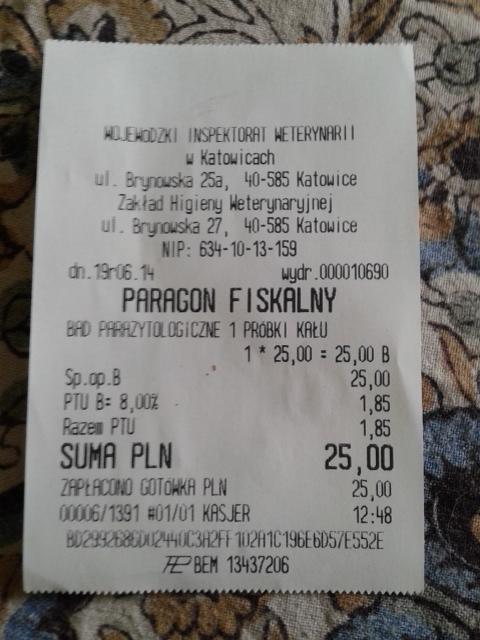 WOJEWÓDZKI INSPEKTORAT WETERYNARII
w Katowicach
ul. Brynowska 25a, 40-585 Katowice
Zakład Higieny Weterynaryjnej
ul. Brynowska 27, 40-585 Katowice
NIP: 634-10-13-159
dn.19r06.14 wydr.000010690
PARAGON FISKALNY
BAD PARAZYTOLOGICZNE 1 PRÓBKI KAŁU
1 * 25,00 = 25,00 B
Sp.op.B 25,00
PTU B= 8,00% 1,85
Razem PTU 1,85
SUMA PLN 25,00
ZAPŁACONO GOTÓWKA PLN 25,00
00006/1391 #01/01 KASJER 12:48
BEM 13437206